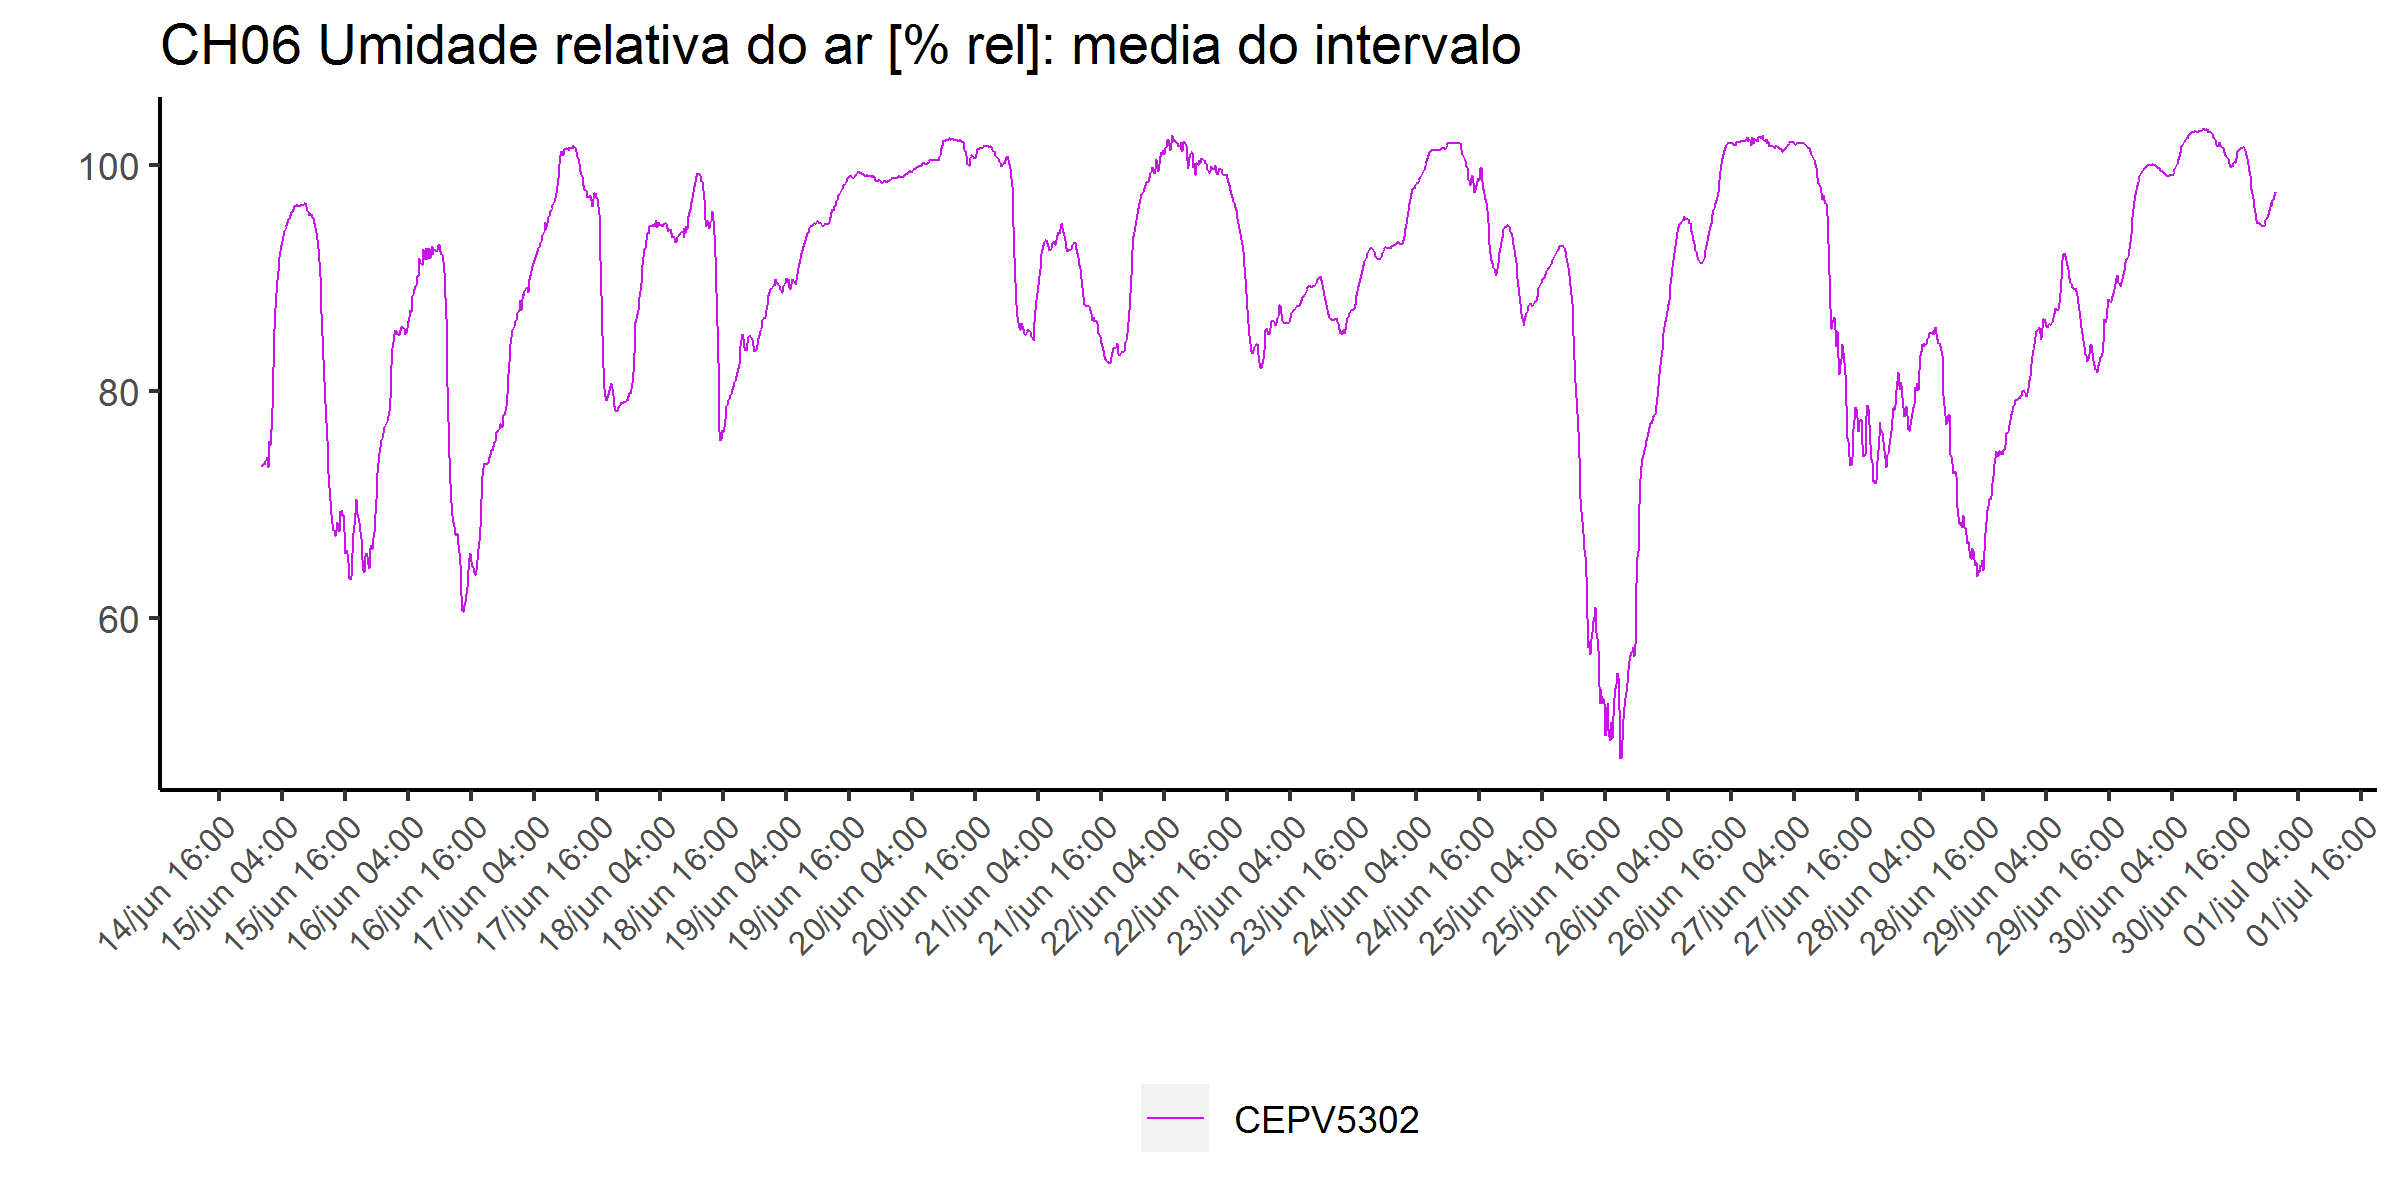 CH06 Umidade relativa do ar [% rel]: media do intervalo
100
80
60
14/jun 16:00
15/jun 04:00
15/jun 16:00
16/jun 04:00
16/jun 16:00
17/jun 04:00
17/jun 16:00
18/jun 04:00
18/jun 16:00
19/jun 04:00
19/jun 16:00
20/jun 04:00
20/jun 16:00
21/jun 04:00
21/jun 16:00
22/jun 04:00
22/jun 16:00
23/jun 04:00
23/jun 16:00
24/jun 04:00
24/jun 16:00
25/jun 04:00
25/jun 16:00
26/jun 04:00
26/jun 16:00
27/jun 04:00
27/jun 16:00
28/jun 04:00
28/jun 16:00
29/jun 04:00
29/jun 16:00
30/jun 04:00
30/jun 16:00
01/jul 04:00
01/jul 16:00
CEPV5302